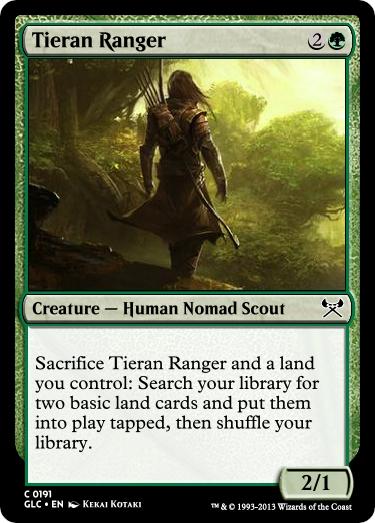 Tieran Ranger 2
Creature — Human Nomad Scout
Sacrifice Tieran Ranger and a land
you control: Search your library for
two basic land cards and put them
into play tapped, then shuffle your
library.
2/1
C 0191
GLC • EN Kekai Kotaki
™ & © 1993-2013 Wizards of the Coast